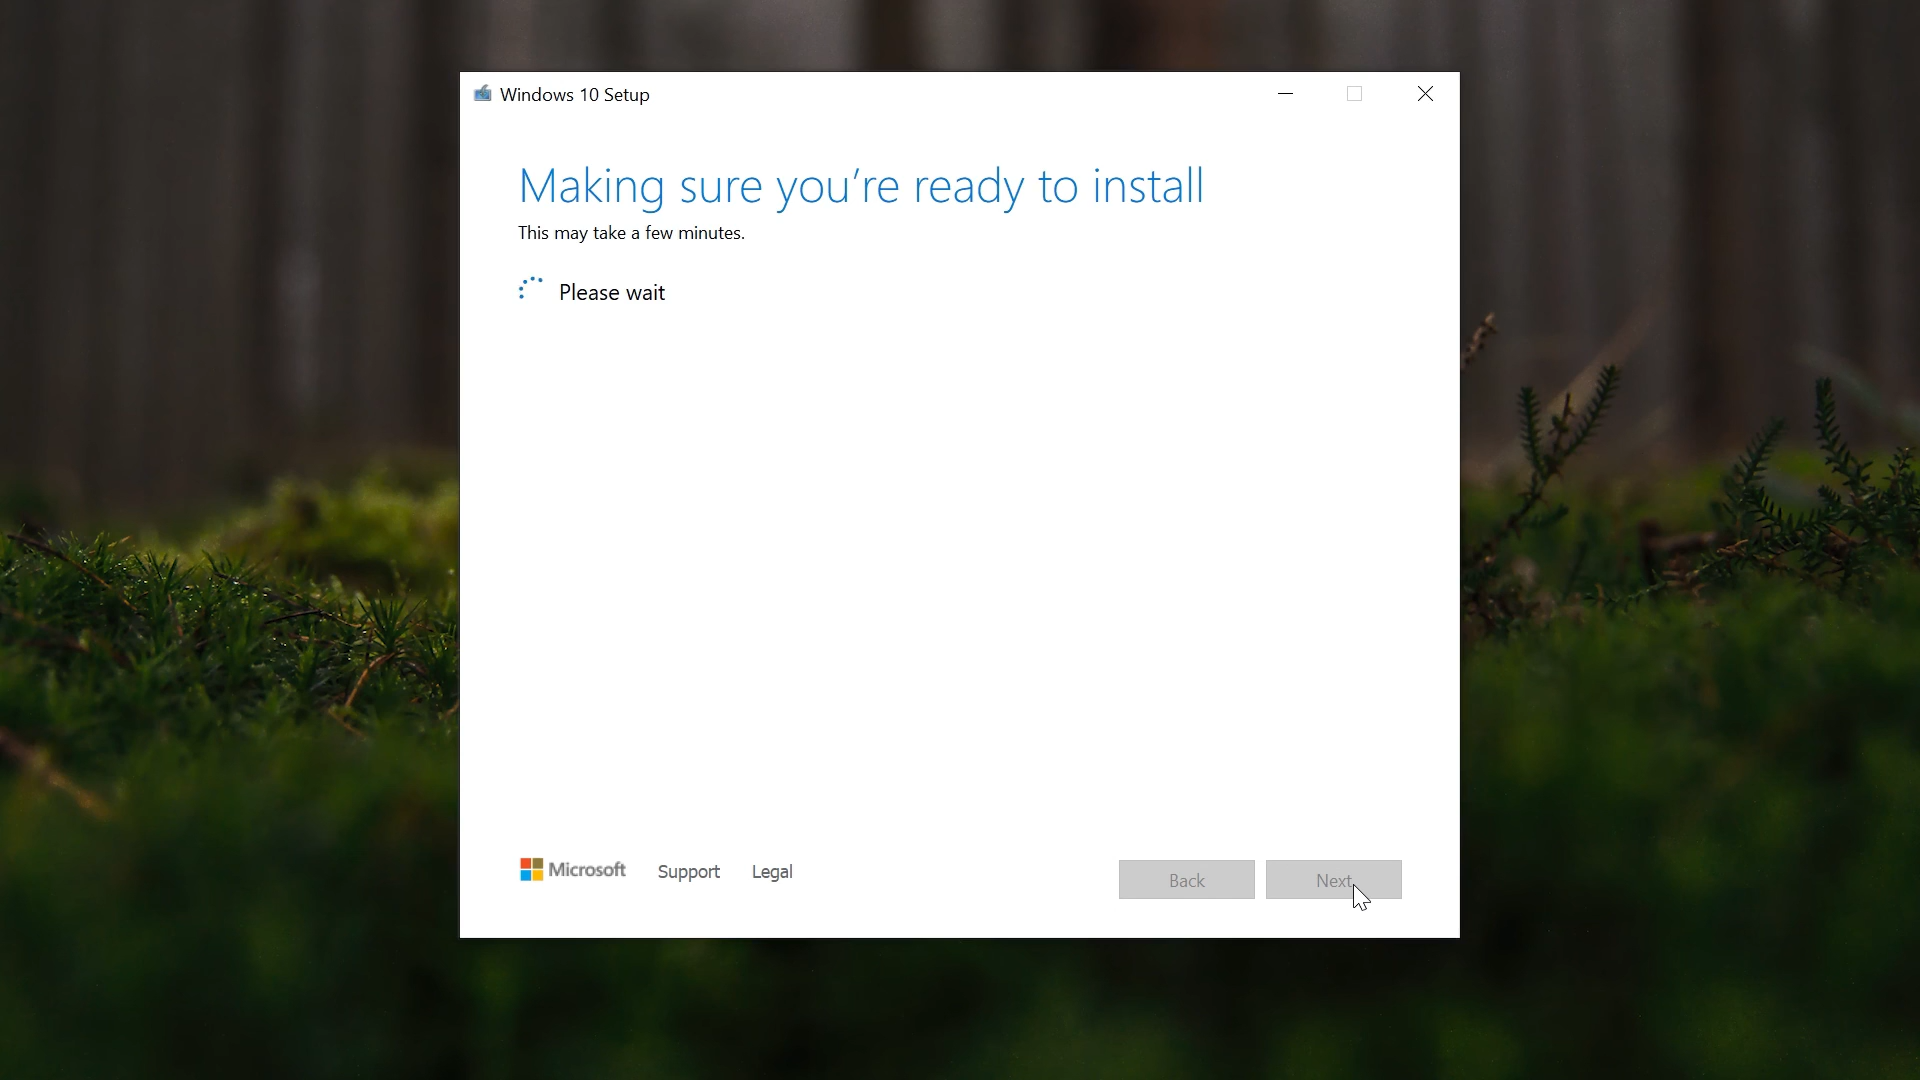 Windows 10 Setup
Making sure you're ready to install
This may take a few minutes.
Please wait
Microsoft Support Legal
Back Next